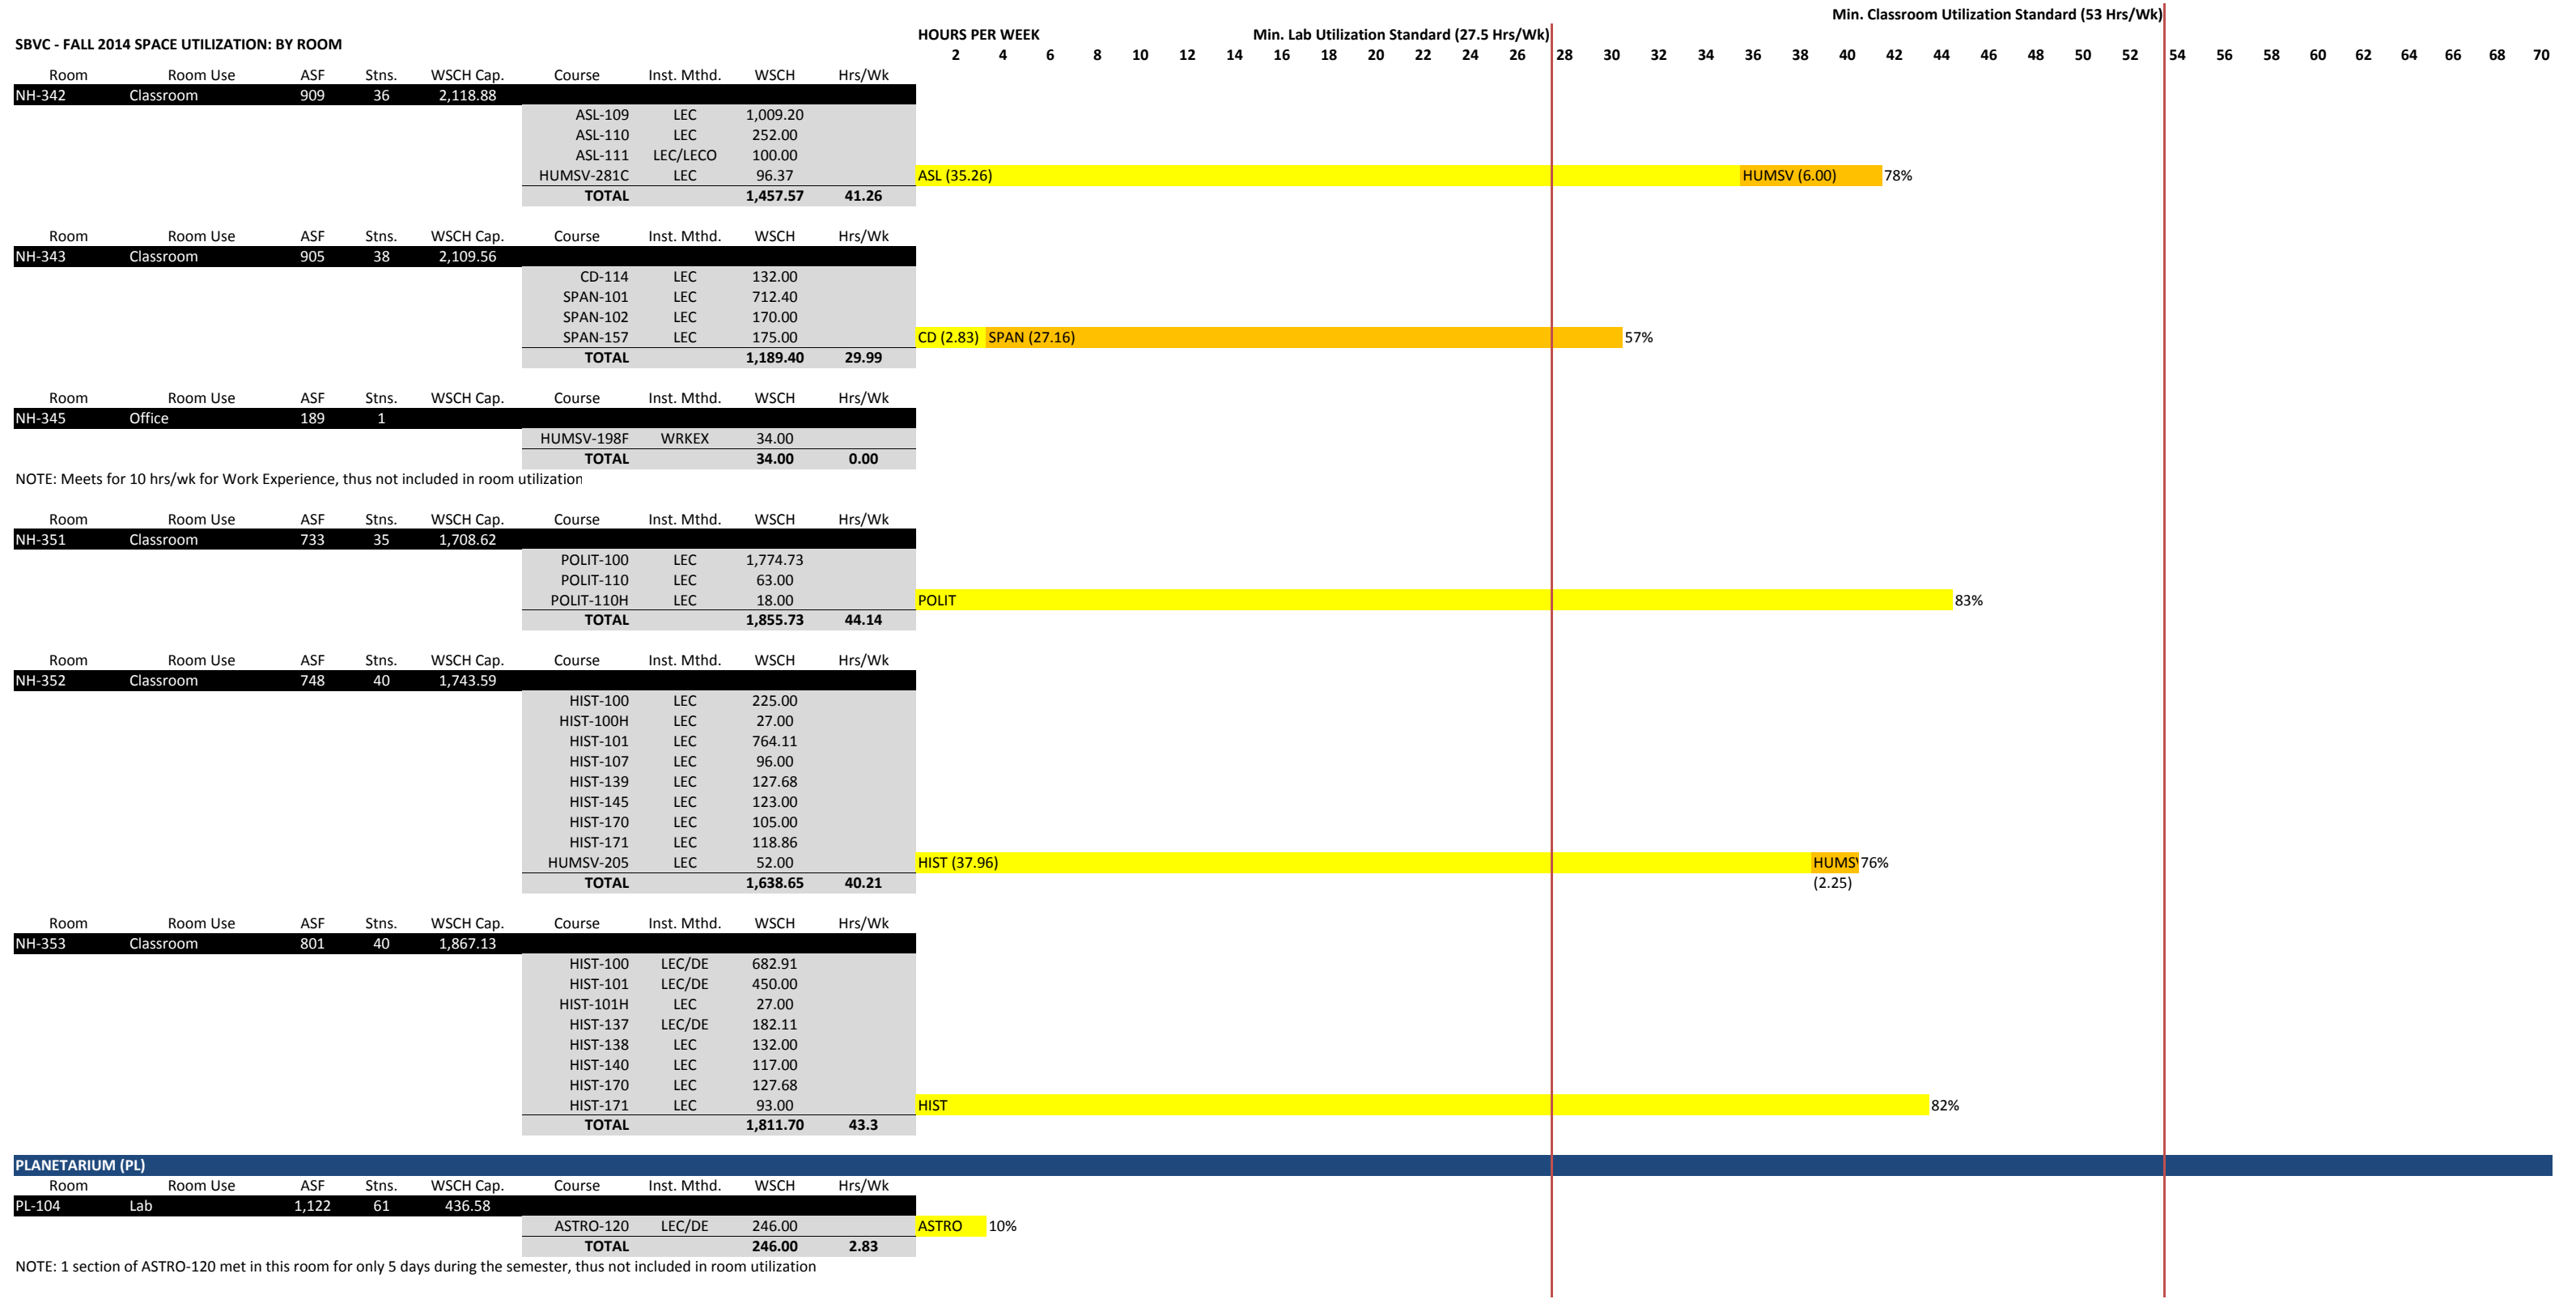 Min. Classroom Utilization Standard (53 Hrs/Wk)
HOURS PER WEEK Min. Lab Utilization Standard (27.5 Hrs/Wk)
SBVC - FALL 2014 SPACE UTILIZATION: BY ROOM
2 4 6 8 10 12 14 16 18 20 22 24 26 28 30 32 34 36 38 40 42 44 46 48 50 52 54 56 58 60 62 64 66 68 70
Room Room Use ASF Stns. WSCH Cap. Course Inst. Mthd. WSCH Hrs/Wk
NH-342 Classroom 909 36 2,118.88
ASL-109 LEC 1,009.20
ASL-110 LEC 252.00
ASL-111 LEC/LECO 100.00
HUMSV-281C LEC 96.37 ASL (35.26) HUMSV (6.00) 78%
TOTAL 1,457.57 41.26
Room Room Use ASF Stns. WSCH Cap. Course Inst. Mthd. WSCH Hrs/Wk
NH-343 Classroom 905 38 2,109.56
CD-114 LEC 132.00
SPAN-101 LEC 712.40
SPAN-102 LEC 170.00
SPAN-157 LEC 175.00 CD (2.83) SPAN (27.16) 57%
TOTAL 1,189.40 29.99
Room Room Use ASF Stns. WSCH Cap. Course Inst. Mthd. WSCH Hrs/Wk
NH-345 Office 189 1
HUMSV-198F WRKEX 34.00
TOTAL 34.00 0.00
NOTE: Meets for 10 hrs/wk for Work Experience, thus not included in room utilization
Room Room Use ASF Stns. WSCH Cap. Course Inst. Mthd. WSCH Hrs/Wk
NH-351 Classroom 733 35 1,708.62
POLIT-100 LEC 1,774.73
POLIT-110 LEC 63.00
POLIT-110H LEC 18.00 POLIT 83%
TOTAL 1,855.73 44.14
Room Room Use ASF Stns. WSCH Cap. Course Inst. Mthd. WSCH Hrs/Wk
NH-352 Classroom 748 40 1,743.59
HIST-100 LEC 225.00
HIST-100H LEC 27.00
HIST-101 LEC 764.11
HIST-107 LEC 96.00
HIST-139 LEC 127.68
HIST-145 LEC 123.00
HIST-170 LEC 105.00
HIST-171 LEC 118.86
HUMSV-205 LEC 52.00 HIST (37.96) HUMSV 76%
TOTAL 1,638.65 40.21 (2.25)
Room Room Use ASF Stns. WSCH Cap. Course Inst. Mthd. WSCH Hrs/Wk
NH-353 Classroom 801 40 1,867.13
HIST-100 LEC/DE 682.91
HIST-101 LEC/DE 450.00
HIST-101H LEC 27.00
HIST-137 LEC/DE 182.11
HIST-138 LEC 132.00
HIST-140 LEC 117.00
HIST-170 LEC 127.68
HIST-171 LEC 93.00 HIST 82%
TOTAL 1,811.70 43.3
PLANETARIUM (PL)
Room Room Use ASF Stns. WSCH Cap. Course Inst. Mthd. WSCH Hrs/Wk
PL-104 Lab 1,122 61 436.58
ASTRO-120 LEC/DE 246.00 ASTRO 10%
TOTAL 246.00 2.83
NOTE: 1 section of ASTRO-120 met in this room for only 5 days during the semester, thus not included in room utilization